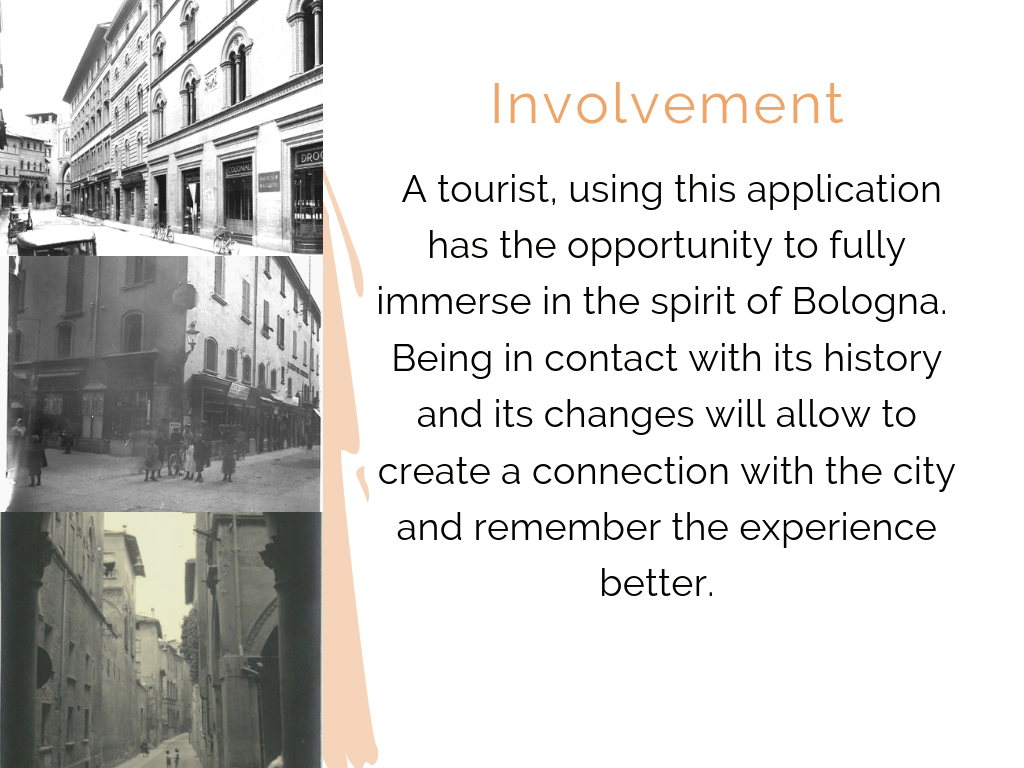 Involvement
A tourist, using this application
has the opportunity to fully
immerse in the spirit of Bologna.
Being in contact with its history
and its changes will allow to
create a connection with the city
and remember the experience
better.
COLONIALI
DROG